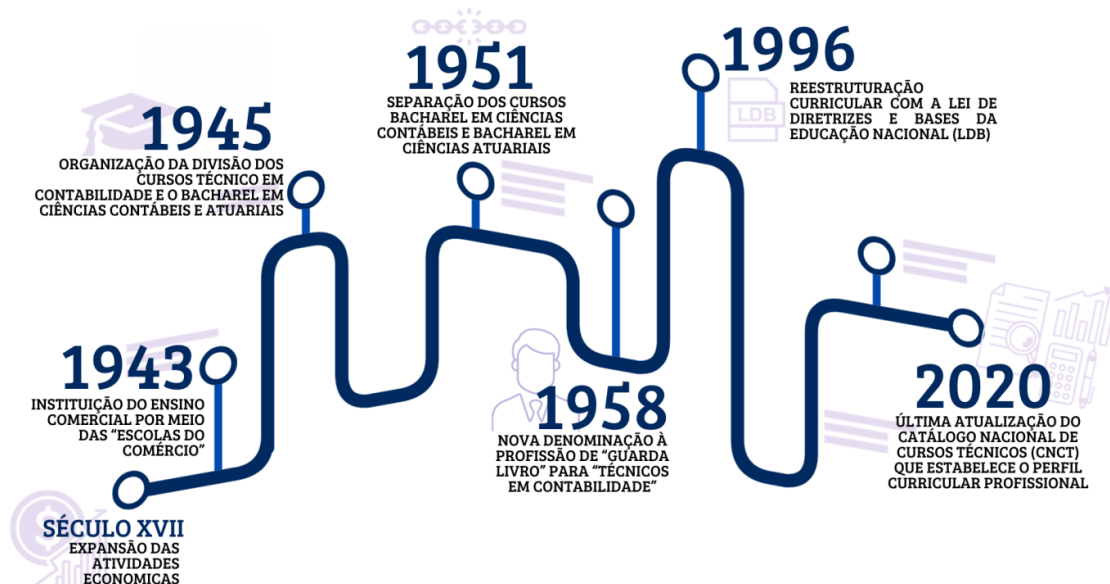 SÉCULO XVII
EXPANSÃO DAS
ATIVIDADES
ECONOMICAS
1943
INSTITUIÇÃO DO ENSINO
COMERCIAL POR MEIO
DAS “ESCOLAS DO
COMÉRCIO”
1945
ORGANIZAÇÃO DA DIVISÃO DOS
CURSOS TÉCNICO EM
CONTABILIDADE E O BACHAREL EM
CIÊNCIAS CONTÁBEIS E ATUARIAIS
1951
SEPARAÇÃO DOS CURSOS
BACHAREL EM CIÊNCIAS
CONTÁBEIS E BACHAREL EM
CIÊNCIAS ATUARIAIS
1958
NOVA DENOMINAÇÃO À
PROFISSÃO DE “GUARDA
LIVRO” PARA “TÉCNICOS
EM CONTABILIDADE”
1996
REESTRUTURAÇÃO
CURRICULAR COM A LEI DE
DIRETRIZES E BASES DA
EDUCAÇÃO NACIONAL (LDB)
LDB
2020
ÚLTIMA ATUALIZAÇÃO DO
CATÁLOGO NACIONAL DE
CURSOS TÉCNICOS (CNCT)
QUE ESTABELECE O PERFIL
CURRICULAR PROFISSIONAL